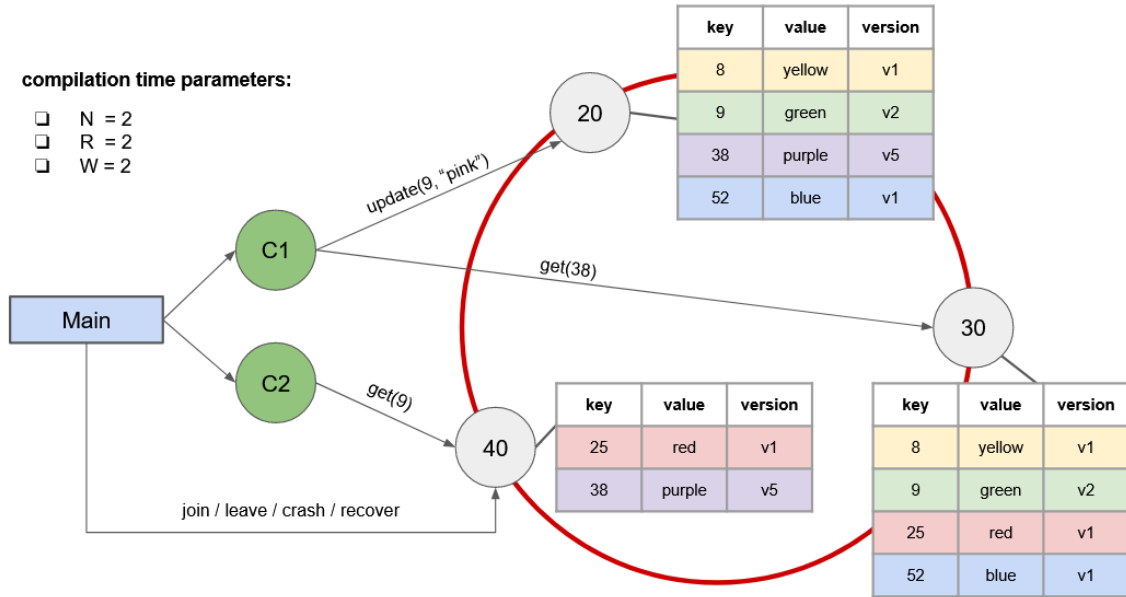 compilation time parameters:
❏ N = 2
❏ R = 2
❏ W = 2
Main
C1
C2
update(9, “pink”)
get(38)
get(9)
join / leave / crash / recover
20
key value version
8 yellow v1
9 green v2
38 purple v5
52 blue v1
30
key value version
8 yellow v1
9 green v2
25 red v1
52 blue v1
40
key value version
25 red v1
38 purple v5